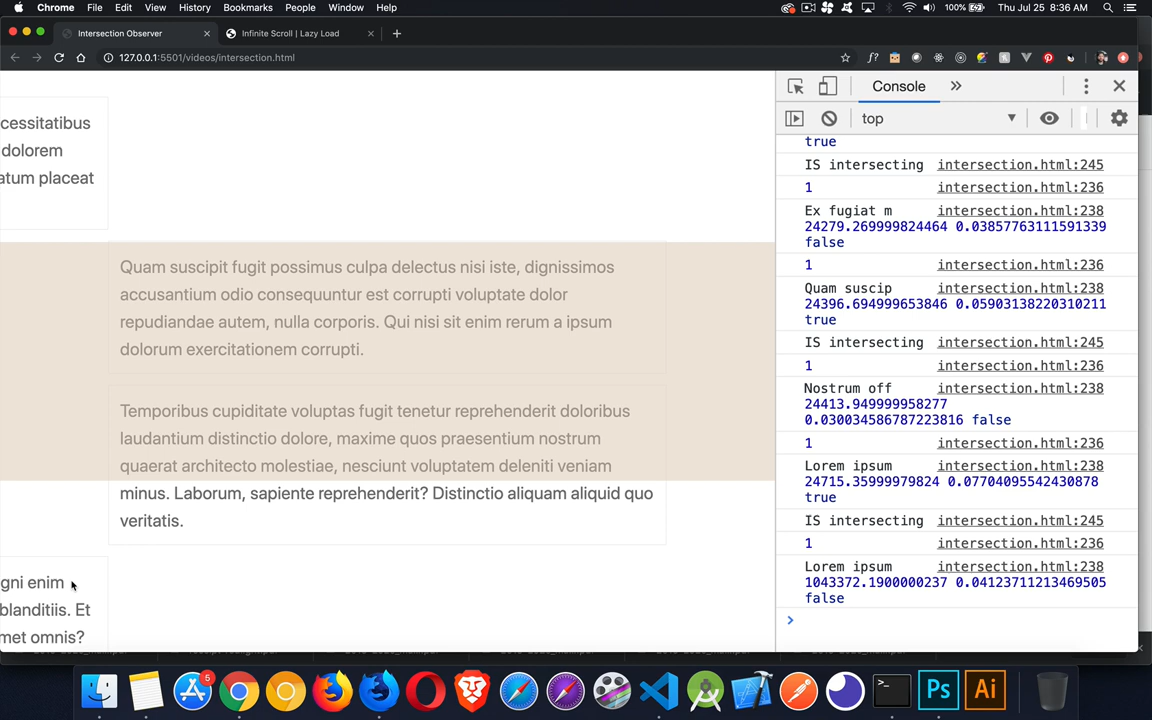 Chrome File Edit View History Bookmarks People Window Help 100% Thu Jul 25 8:36 AM
Intersection Observer
Infinite Scroll | Lazy Load
127.0.0.1:5501/videos/intersection.html
f?
cessitatibus
dolorem
atum placeat
Quam suscipit fugit possimus culpa delectus nisi iste, dignissimos
accusantium odio consequuntur est corrupti voluptate dolor
repudiandae autem, nulla corporis. Qui nisi sit enim rerum a ipsum
dolorum exercitationem corrupti.
Temporibus cupiditate voluptas fugit tenetur reprehenderit doloribus
laudantium distinctio dolore, maxime quos praesentium nostrum
quaerat architecto molestiae, nesciunt voluptatem deleniti veniam
minus. Laborum, sapiente reprehenderit? Distinctio aliquam aliquid quo
veritatis.
gni enim
blanditiis. Et
met omnis?
Console
top
true
IS intersecting intersection.html:245
1 intersection.html:236
Ex fugiat m intersection.html:238
24279.269999824464 0.03857763111591339
false
1 intersection.html:236
Quam suscip intersection.html:238
24396.694999653846 0.05903138220310211
true
IS intersecting intersection.html:245
1 intersection.html:236
Nostrum off intersection.html:238
24413.949999958277
0.030034586787223816 false
1 intersection.html:236
Lorem ipsum intersection.html:238
24715.35999979824 0.07704095542430878
true
IS intersecting intersection.html:245
1 intersection.html:236
Lorem ipsum intersection.html:238
1043372.1900000237 0.04123711213469505
false
5
>_
Ps
Ai